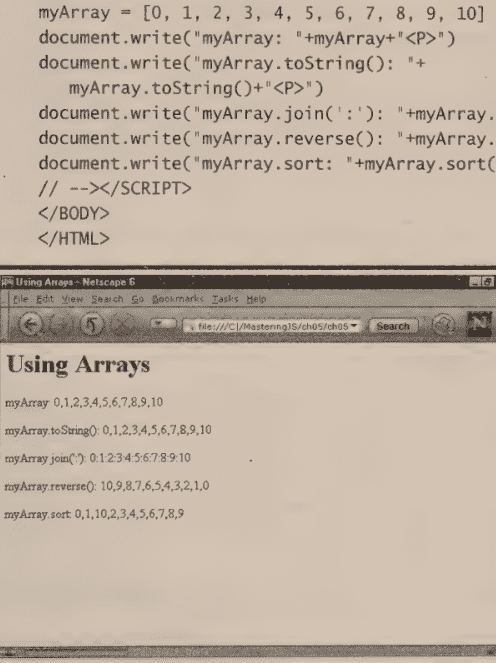 myArray = [0, 1, 2, 3, 4, 5, 6, 7, 8, 9, 10]
document.write("myArray: "+myArray+"<P>")
document.write("myArray.toString(): "+
myArray.toString()+"<P>")
document.write("myArray.join(':'): "+myArray.
document.write("myArray.reverse(): "+myArray.
document.write("myArray.sort: "+myArray.sort(
// --></SCRIPT>
</BODY>
</HTML>
Using Arrays - Netscape 6
File Edit View Search Go Bookmarks Tasks Help
file:///C|/MasteringJS/ch05/ch05 Search N
Using Arrays
myArray: 0,1,2,3,4,5,6,7,8,9,10
myArray.toString(): 0,1,2,3,4,5,6,7,8,9,10
myArray.join(':'): 0:1:2:3:4:5:6:7:8:9:10
myArray.reverse(): 10,9,8,7,6,5,4,3,2,1,0
myArray.sort: 0,1,10,2,3,4,5,6,7,8,9